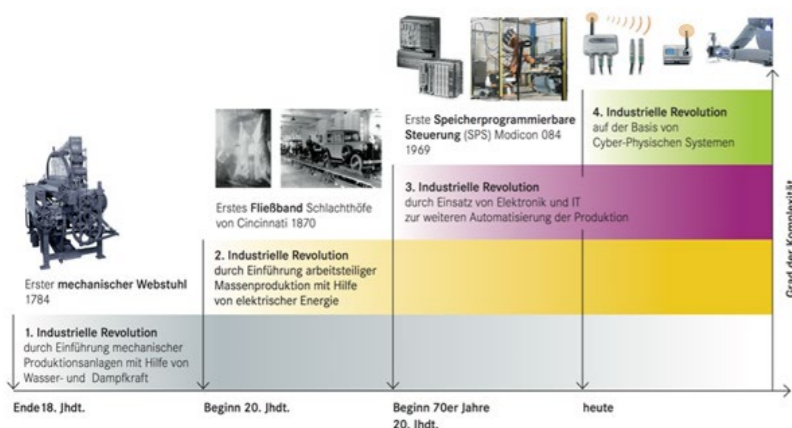 Erste Speicherprogrammierbare
Steuerung (SPS) Modicon 084
1969
4. Industrielle Revolution
auf der Basis von
Cyber-Physischen Systemen
Erstes Fließband Schlachthöfe
von Cincinnati 1870
3. Industrielle Revolution
durch Einsatz von Elektronik und IT
zur weiteren Automatisierung der Produktion
Erster mechanischer Webstuhl
1784
2. Industrielle Revolution
durch Einführung arbeitsteiliger
Massenproduktion mit Hilfe
von elektrischer Energie
1. Industrielle Revolution
durch Einführung mechanischer
Produktionsanlagen mit Hilfe von
Wasser- und Dampfkraft
Grad der Komplexität
Ende 18. Jhdt.
Beginn 20. Jhdt.
Beginn 70er Jahre
20. Jhdt.
heute